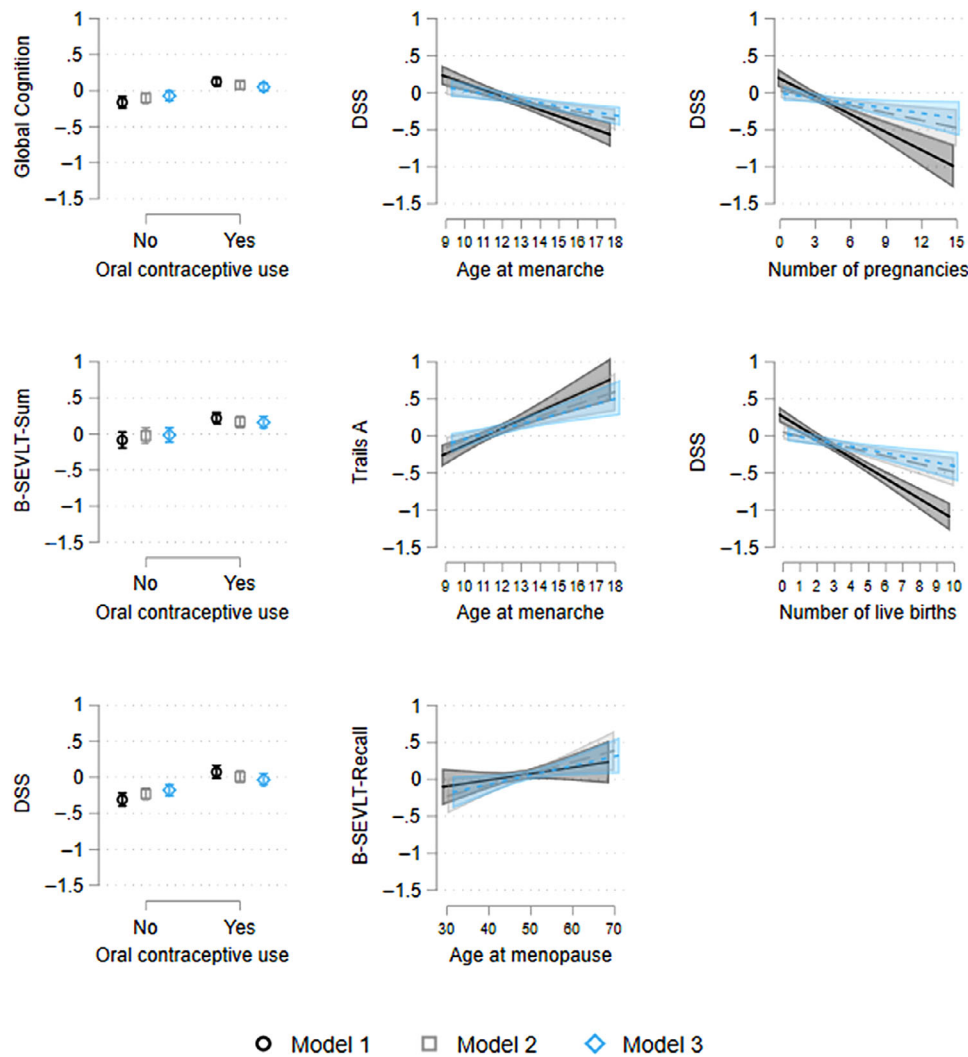 Global Cognition
1
.5
0
−.5
−1
−1.5
No Yes
Oral contraceptive use
DSS
1
.5
0
−.5
−1
−1.5
9 10 11 12 13 14 15 16 17 18
Age at menarche
DSS
1
.5
0
−.5
−1
−1.5
0 3 6 9 12 15
Number of pregnancies
B-SEVLT-Sum
1
.5
0
−.5
−1
−1.5
No Yes
Oral contraceptive use
Trails A
1
.5
0
−.5
−1
−1.5
9 10 11 12 13 14 15 16 17 18
Age at menarche
DSS
1
.5
0
−.5
−1
−1.5
0 1 2 3 4 5 6 7 8 9 10
Number of live births
DSS
1
.5
0
−.5
−1
−1.5
No Yes
Oral contraceptive use
B-SEVLT-Recall
1
.5
0
−.5
−1
−1.5
30 40 50 60 70
Age at menopause
Model 1 Model 2 Model 3